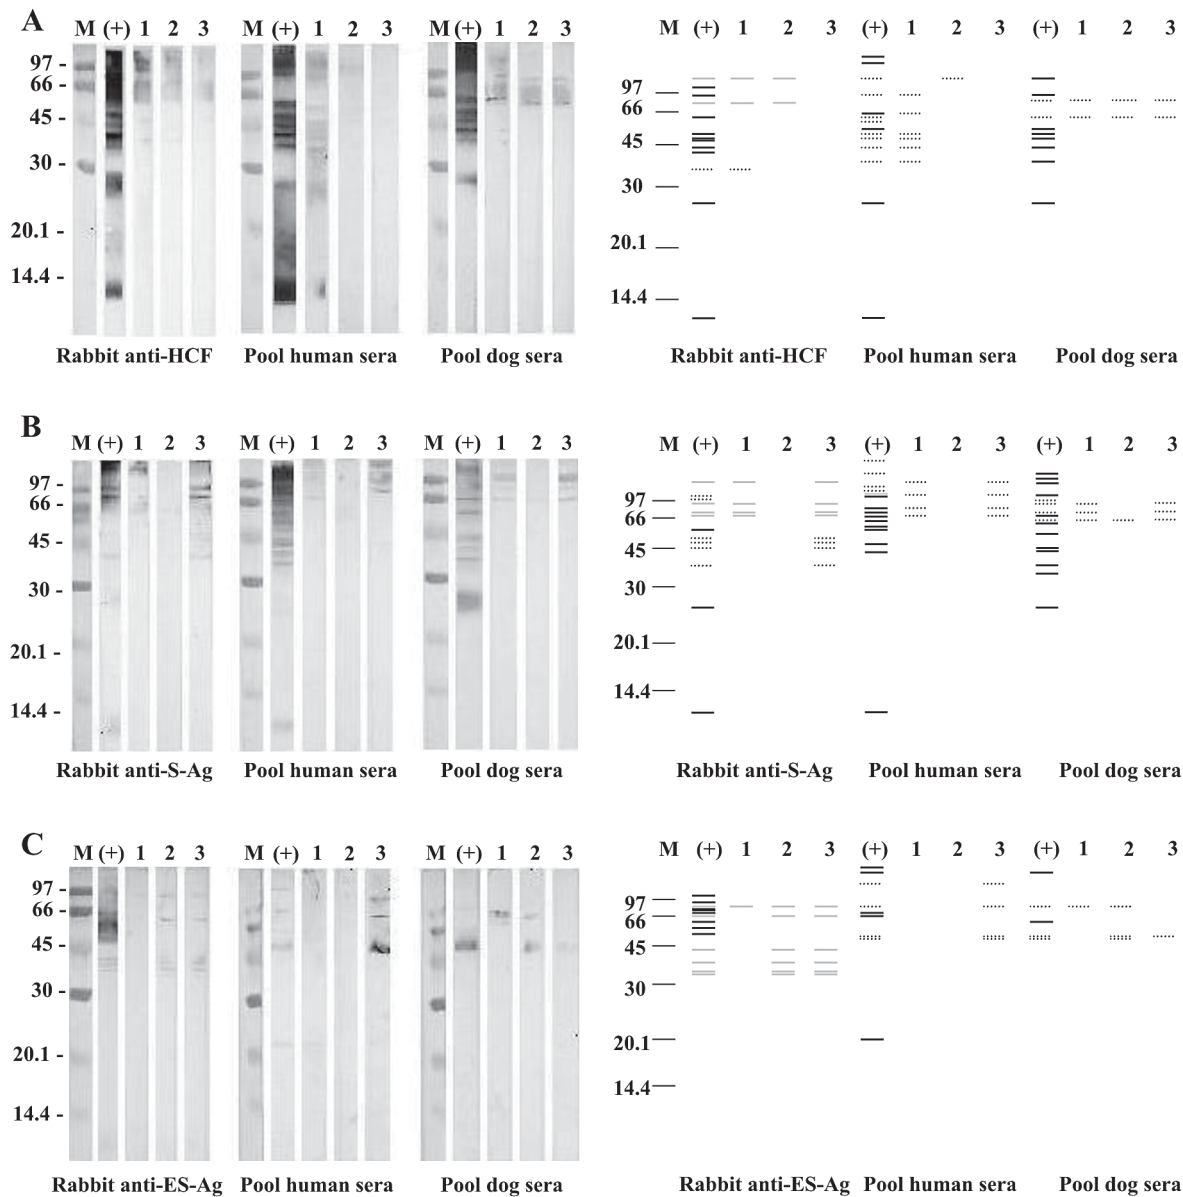 A
M (+) 1 2 3 (+) 1 2 3 M (+) 1 2 3
M (+) 1 2 3 (+) 1 2 3 (+) 1 2 3
97 -
66 -
45 -
30 -
20.1 -
14.4 -
97
66
45
30
20.1
14.4
Rabbit anti-HCF Pool human sera Pool dog sera
Rabbit anti-HCF Pool human sera Pool dog sera
B
M (+) 1 2 3 M (+) 1 2 3 M (+) 1 2 3
M (+) 1 2 3 (+) 1 2 3 (+) 1 2 3
97 -
66 -
45 -
30 -
20.1 -
14.4 -
97
66
45
30
20.1
14.4
Rabbit anti-S-Ag Pool human sera Pool dog sera
Rabbit anti-S-Ag Pool human sera Pool dog sera
C
M (+) 1 2 3 M (+) 1 2 3 M (+) 1 2 3
M (+) 1 2 3 (+) 1 2 3 (+) 1 2 3
97 -
66 -
45 -
30 -
20.1 -
14.4 -
97
66
45
30
20.1
14.4
Rabbit anti-ES-Ag Pool human sera Pool dog sera
Rabbit anti-ES-Ag Pool human sera Pool dog sera